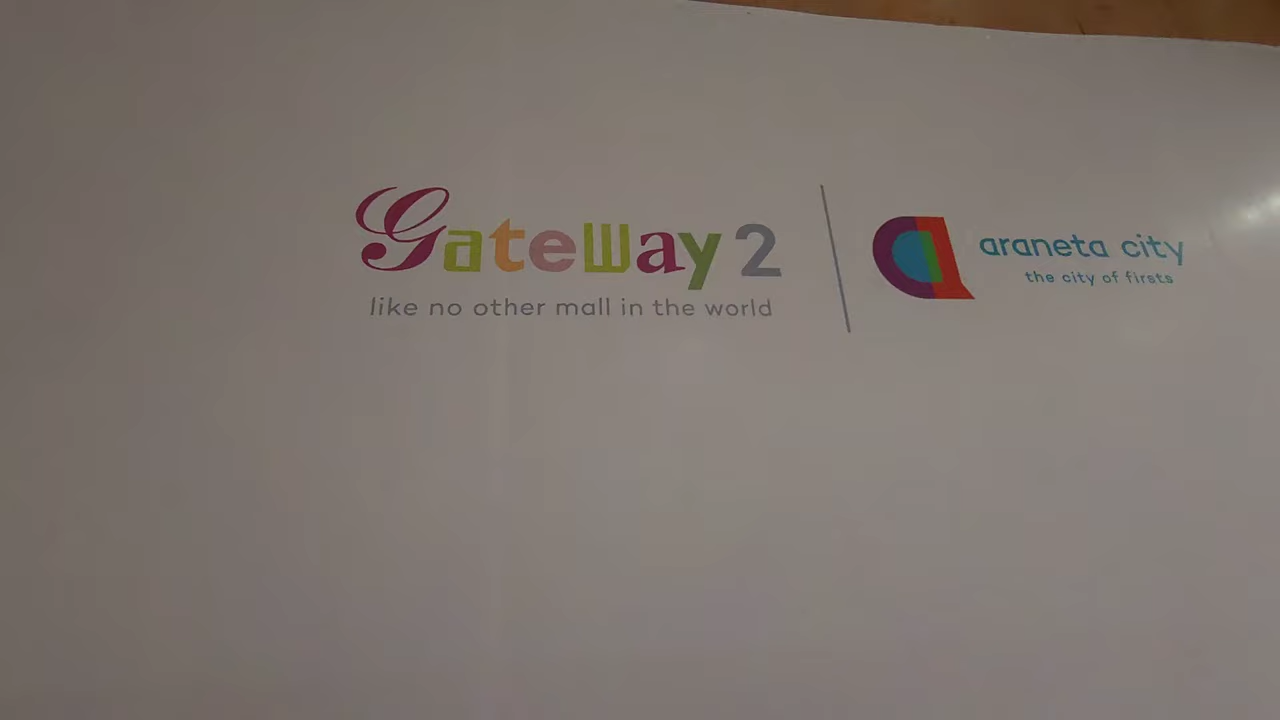 Gateway 2
like no other mall in the world
araneta city
the city of firsts